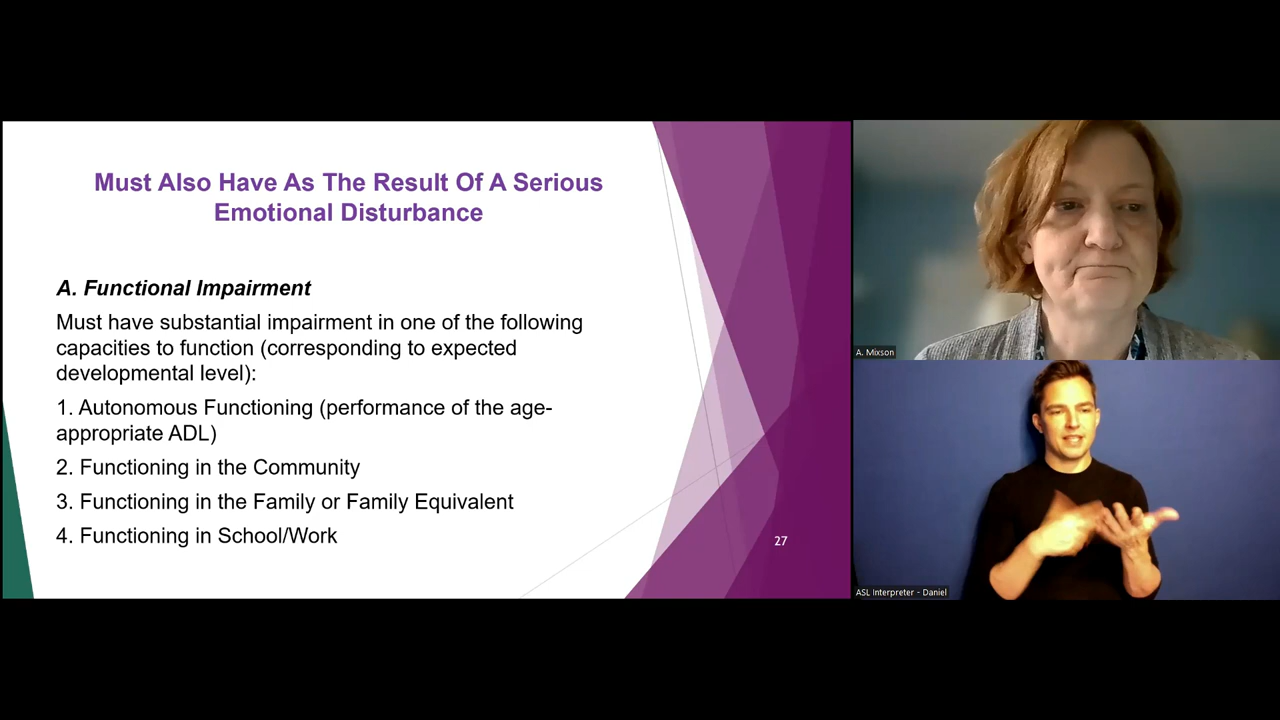 Must Also Have As The Result Of A Serious
Emotional Disturbance
A. Functional Impairment
Must have substantial impairment in one of the following
capacities to function (corresponding to expected
developmental level):
1. Autonomous Functioning (performance of the age-
appropriate ADL)
2. Functioning in the Community
3. Functioning in the Family or Family Equivalent
4. Functioning in School/Work
27
A. Mixson
ASL Interpreter - Daniel